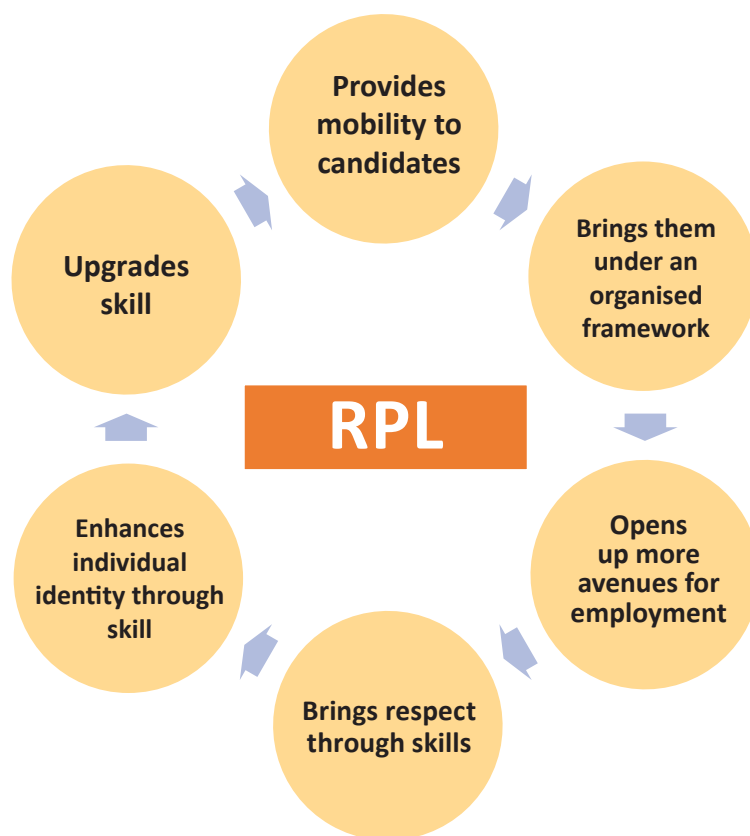 Provides
mobility to
candidates
Brings them
under an
organised
framework
Opens
up more
avenues for
employment
Brings respect
through skills
Enhances
individual
identity through
skill
Upgrades
skill
RPL